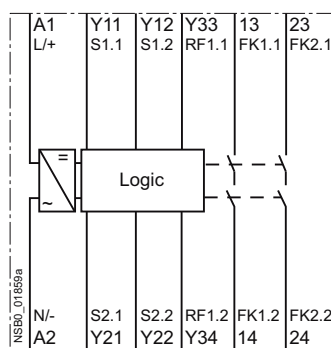 A1 Y11 Y12 Y33 13 23
L/+ S1.1 S1.2 RF1.1 FK1.1 FK2.1
=
Logic
~
NSB0_01859a
N/- S2.1 S2.2 RF1.2 FK1.2 FK2.2
A2 Y21 Y22 Y34 14 24